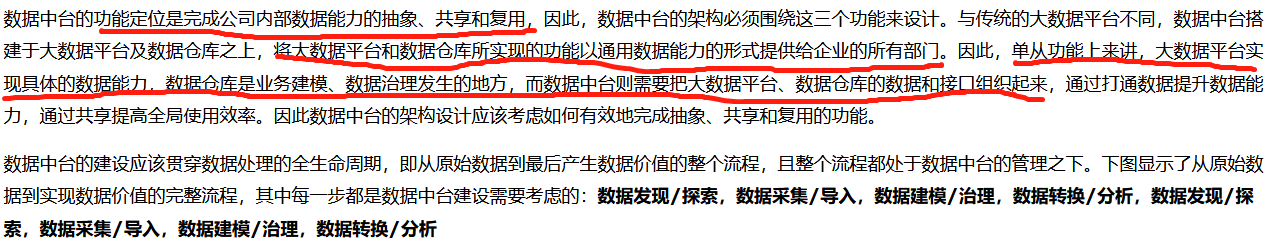 数据中台的功能定位是完成公司内部数据能力的抽象、共享和复用，因此，数据中台的架构必须围绕这三个功能来设计。与传统的大数据平台不同，数据中台搭
建于大数据平台及数据仓库之上，将大数据平台和数据仓库所实现的功能以通用数据能力的形式提供给企业的所有部门。因此，单从功能上来讲，大数据平台实
现具体的数据能力，数据仓库是业务建模、数据治理发生的地方，而数据中台则需要把大数据平台、数据仓库的数据和接口组织起来，通过打通数据提升数据能
力，通过共享提高全局使用效率。因此数据中台的架构设计应该考虑如何有效地完成抽象、共享和复用的功能。
数据中台的建设应该贯穿数据处理的全生命周期，即从原始数据到最后产生数据价值的整个流程，且整个流程都处于数据中台的管理之下。下图显示了从原始数
据到实现数据价值的完整流程，其中每一步都是数据中台建设需要考虑的：数据发现/探索，数据采集/导入，数据建模/治理，数据转换/分析，数据发现/探
索，数据采集/导入，数据建模/治理，数据转换/分析